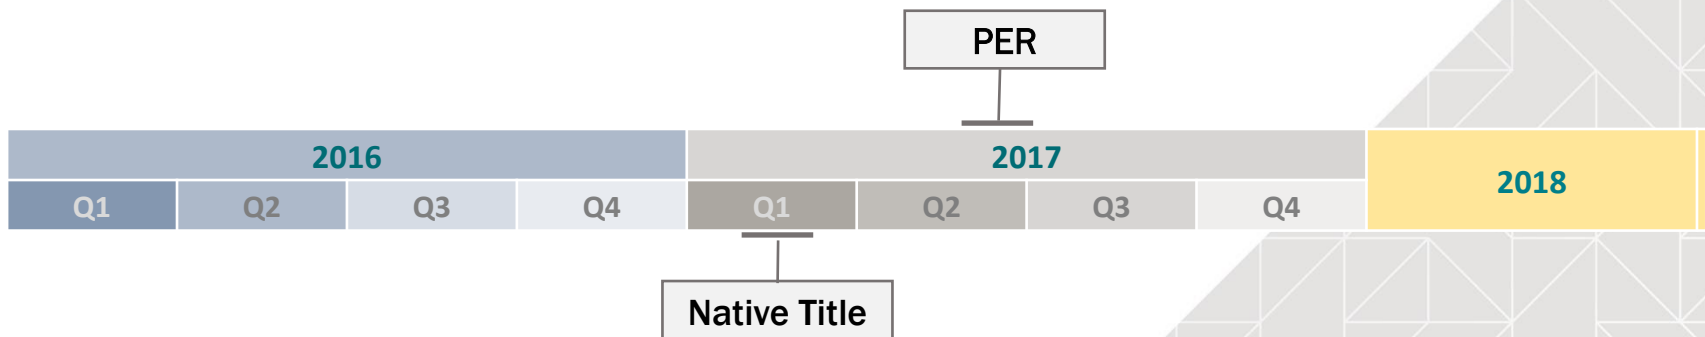 PER
2016
2017
2018
Q1 Q2 Q3 Q4 Q1 Q2 Q3 Q4
Native Title